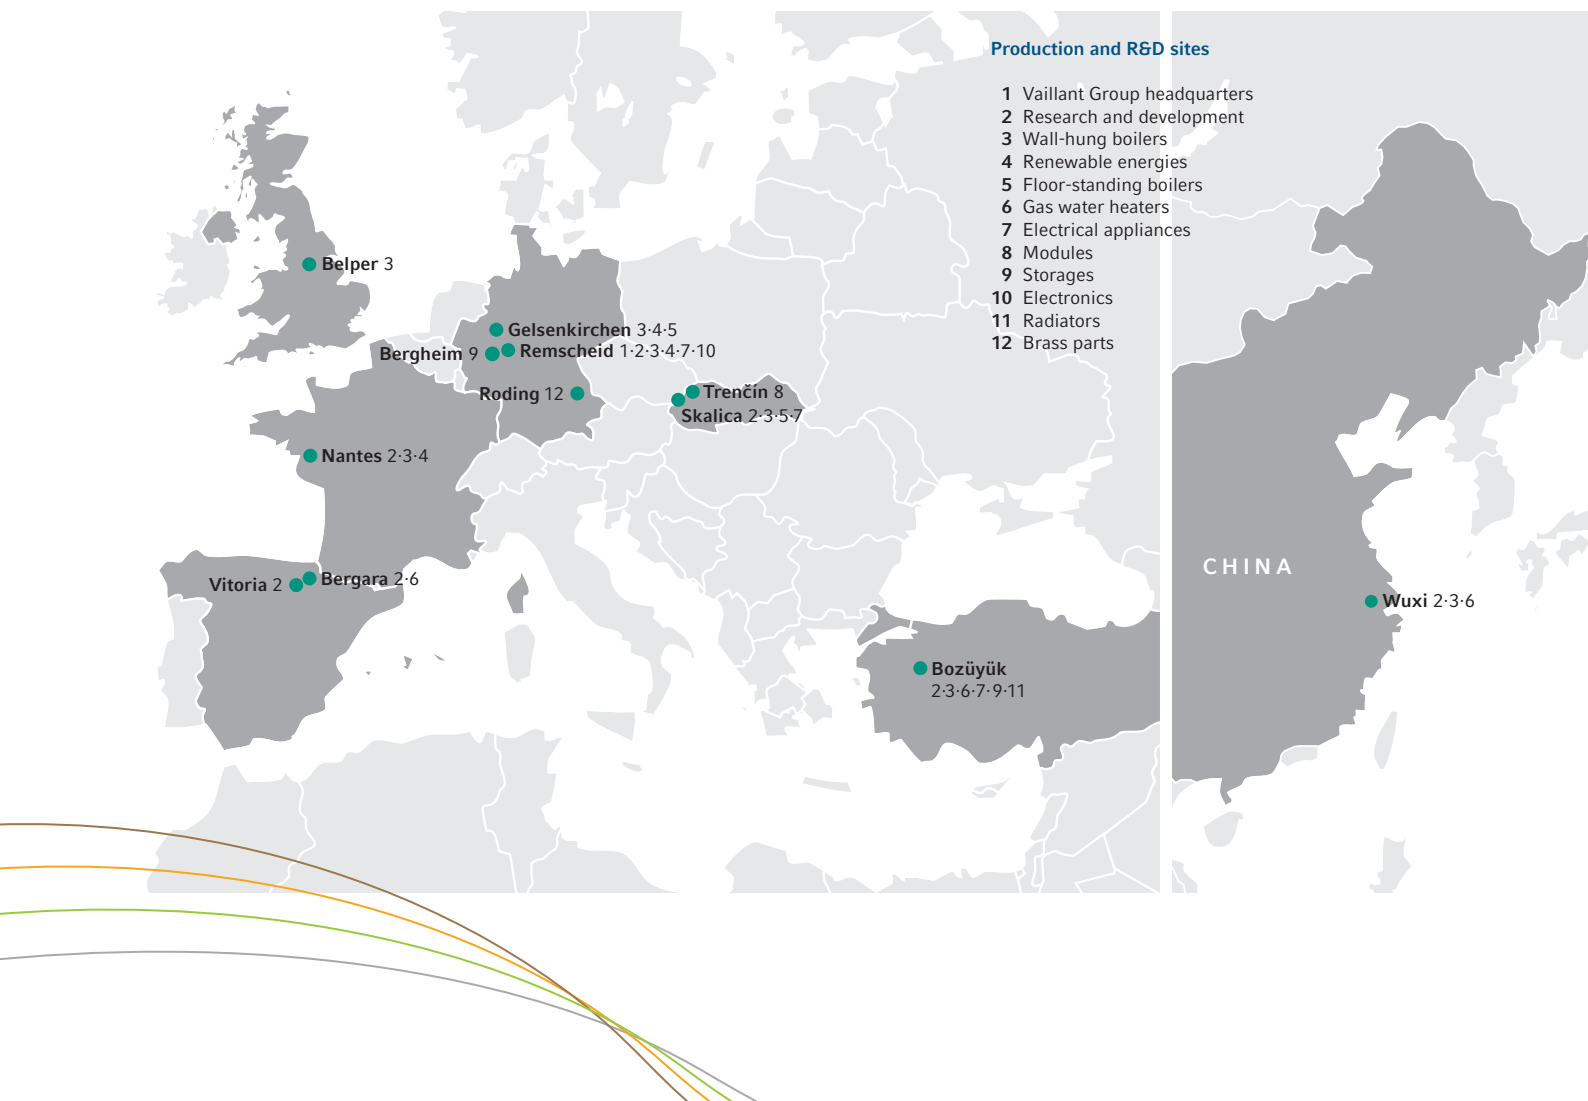 Production and R&D sites
1 Vaillant Group headquarters
2 Research and development
3 Wall-hung boilers
4 Renewable energies
5 Floor-standing boilers
6 Gas water heaters
7 Electrical appliances
8 Modules
9 Storages
10 Electronics
11 Radiators
12 Brass parts
Belper 3
Gelsenkirchen 3·4·5
Remscheid 1·2·3·4·7·10
Bergheim 9
Roding 12
Trenčín 8
Skalica 2·3·5·7
Nantes 2·3·4
Vitoria 2
Bergara 2·6
Bozüyük
2·3·6·7·9·11
CHINA
Wuxi 2·3·6